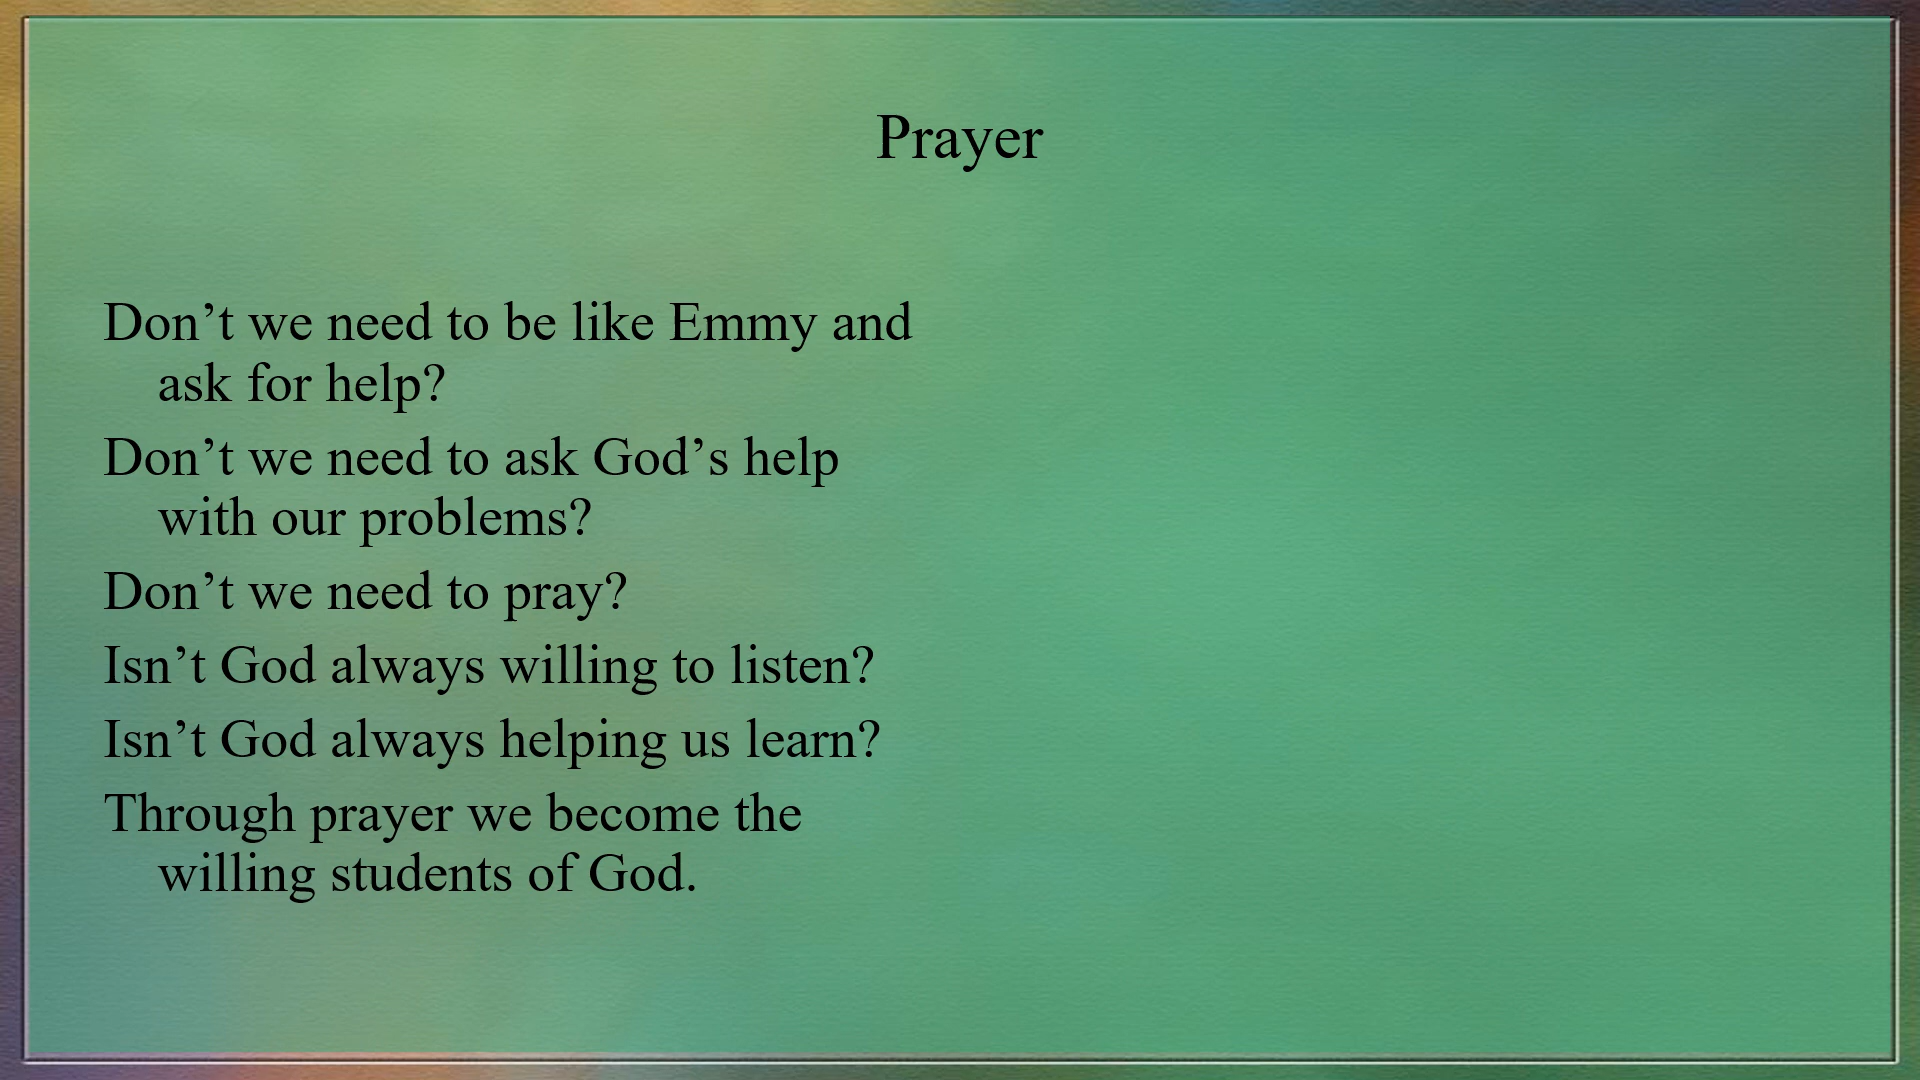 Prayer
Don’t we need to be like Emmy and
ask for help?
Don’t we need to ask God’s help
with our problems?
Don’t we need to pray?
Isn’t God always willing to listen?
Isn’t God always helping us learn?
Through prayer we become the
willing students of God.